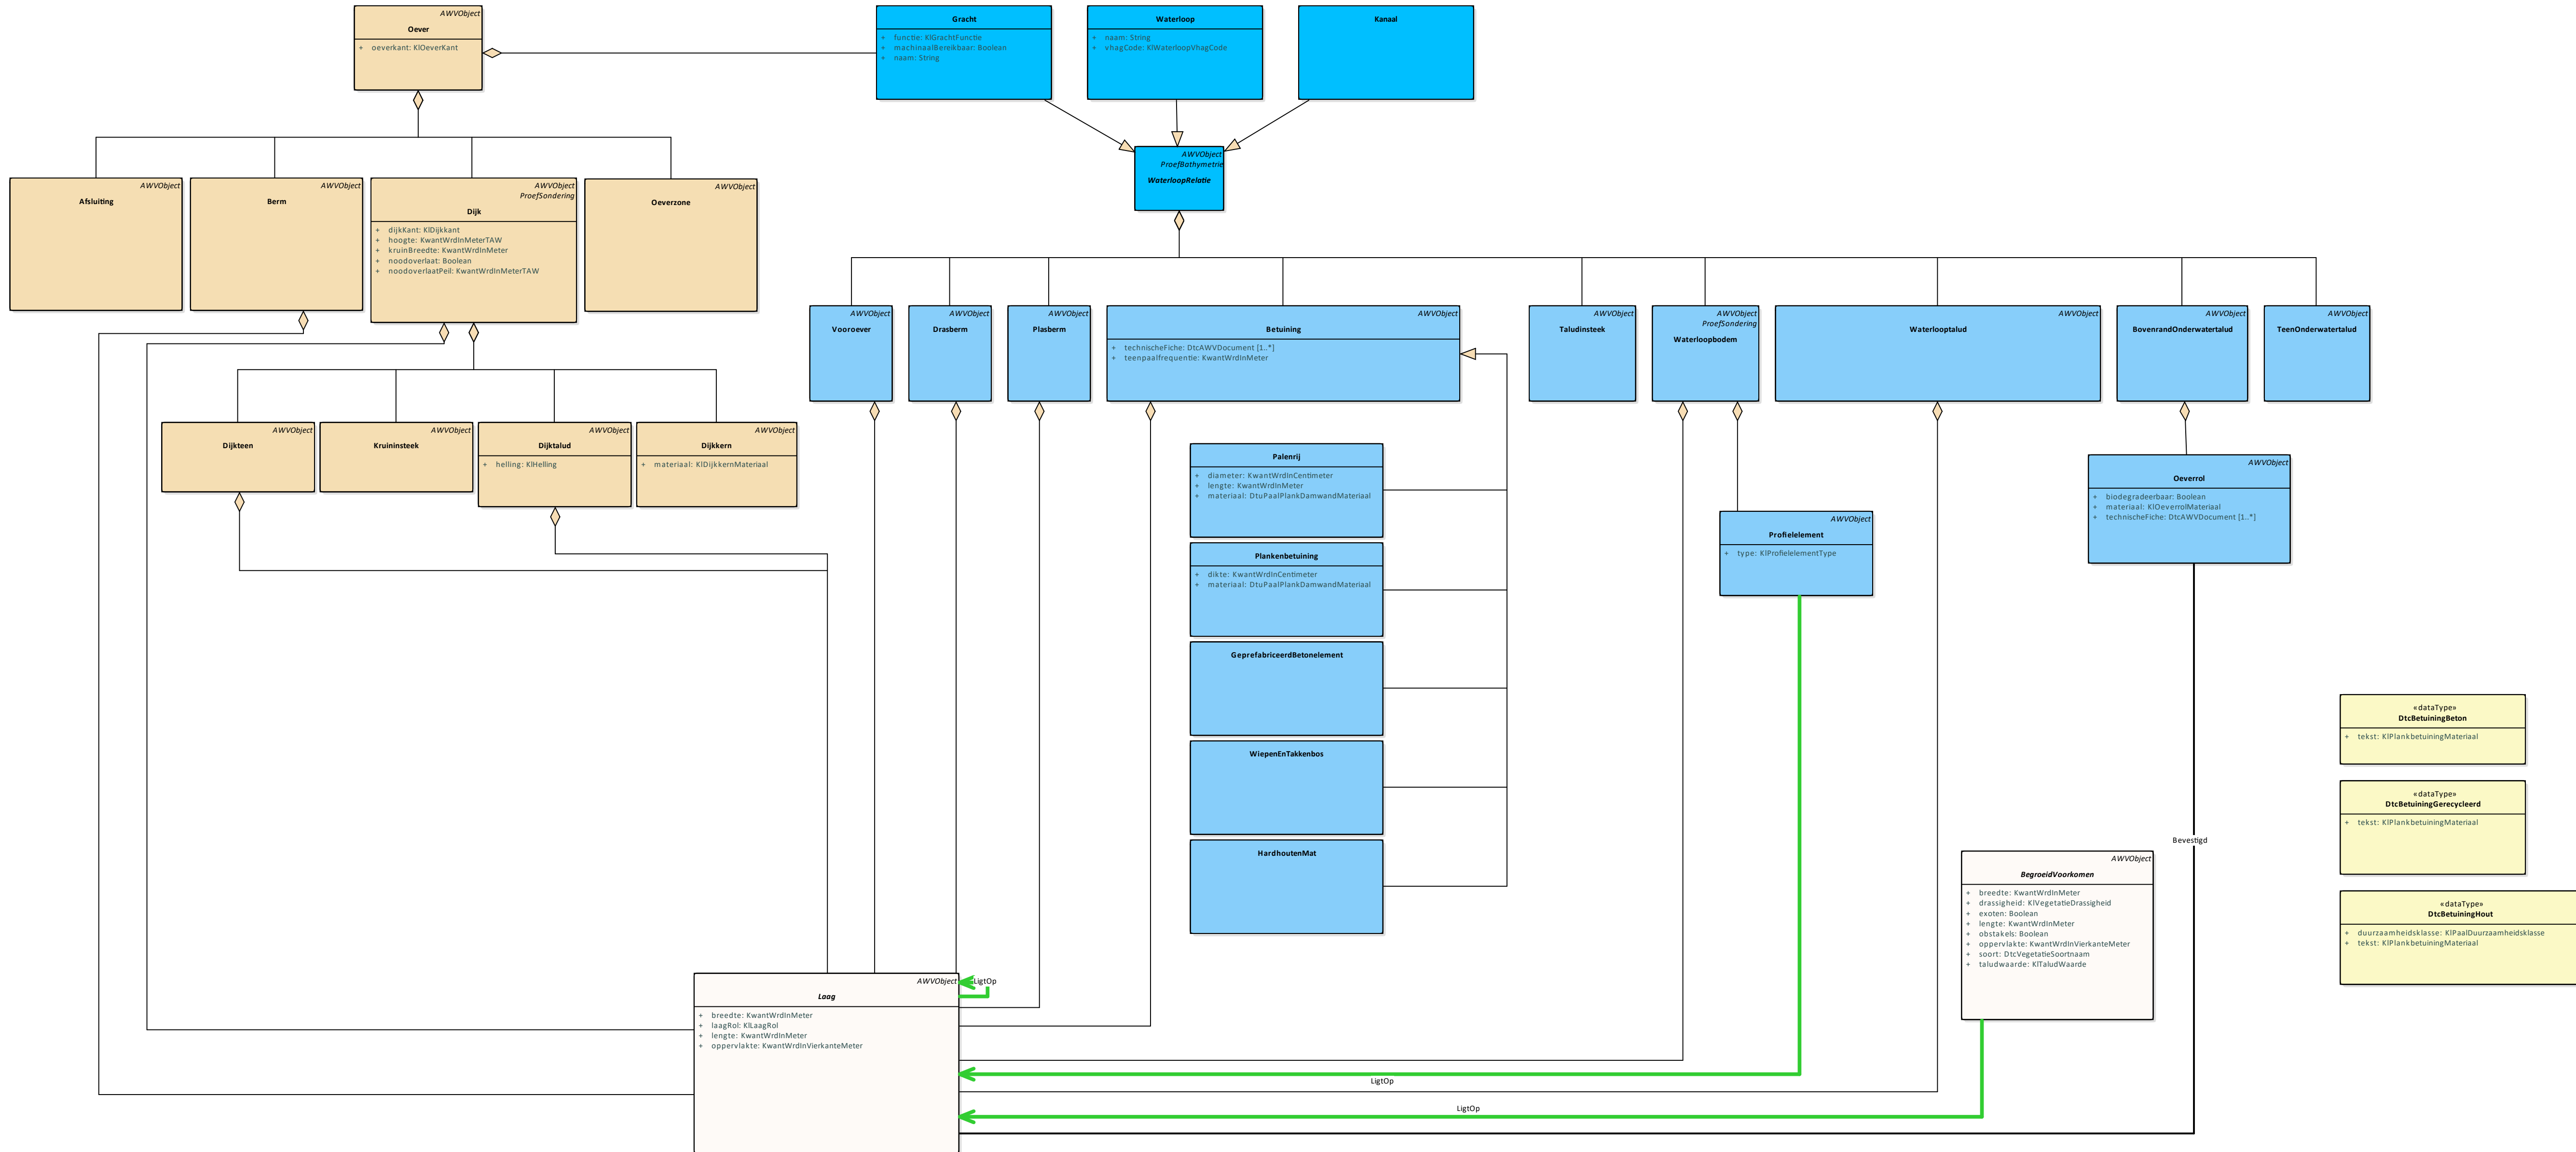 AWVObject
Oever
+ oeverkant: KlOeverKant
Gracht
+ functie: KlGrachtFunctie
+ machinaalBereikbaar: Boolean
+ naam: String
Waterloop
+ naam: String
+ vhagCode: KlWaterloopVhagCode
Kanaal
AWVObject
ProefBathymetrie
WaterloopRelatie
AWVObject
Afsluiting
AWVObject
Berm
AWVObject
ProefSondering
Dijk
+ dijkKant: KlDijkkant
+ hoogte: KwantWrdInMeterTAW
+ kruinBreedte: KwantWrdInMeter
+ noodoverlaat: Boolean
+ noodoverlaatPeil: KwantWrdInMeterTAW
AWVObject
Oeverzone
AWVObject
Vooroever
AWVObject
Drasberm
AWVObject
Plasberm
AWVObject
Betuining
+ technischeFiche: DtcAWVDocument [1..*]
+ teenpaalfrequentie: KwantWrdInMeter
AWVObject
Taludinsteek
AWVObject
ProefSondering
Waterloopbodem
AWVObject
Waterlooptalud
AWVObject
BovenrandOnderwatertalud
AWVObject
TeenOnderwatertalud
AWVObject
Dijkteen
AWVObject
Kruininsteek
AWVObject
Dijktalud
+ helling: KlHelling
AWVObject
Dijkkern
+ materiaal: KlDijkkernMateriaal
Palenrij
+ diameter: KwantWrdInCentimeter
+ lengte: KwantWrdInMeter
+ materiaal: DtuPaalPlankDamwandMateriaal
Plankenbetuining
+ dikte: KwantWrdInCentimeter
+ materiaal: DtuPaalPlankDamwandMateriaal
GeprefabriceerdBetonelement
WiepenEnTakkenbos
HardhoutenMat
AWVObject
Profielelement
+ type: KlProfielelementType
AWVObject
Oeverrol
+ biodegradeerbaar: Boolean
+ materiaal: KlOeverrolMateriaal
+ technischeFiche: DtcAWVDocument [1..*]
«dataType»
DtcBetuiningBeton
+ tekst: KlPlankbetuiningMateriaal
«dataType»
DtcBetuiningGerecycleerd
+ tekst: KlPlankbetuiningMateriaal
«dataType»
DtcBetuiningHout
+ duurzaamheidsklasse: KlPaalDuurzaamheidsklasse
+ tekst: KlPlankbetuiningMateriaal
Bevestigd
AWVObject
BegroeidVoorkomen
+ breedte: KwantWrdInMeter
+ drassigheid: KlVegetatieDrassigheid
+ exoten: Boolean
+ lengte: KwantWrdInMeter
+ obstakels: Boolean
+ oppervlakte: KwantWrdInVierkanteMeter
+ soort: DtcVegetatieSoortnaam
+ taludwaarde: KlTaludWaarde
AWVObject
Laag
+ breedte: KwantWrdInMeter
+ laagRol: KlLaagRol
+ lengte: KwantWrdInMeter
+ oppervlakte: KwantWrdInVierkanteMeter
LigtOp
LigtOp
LigtOp